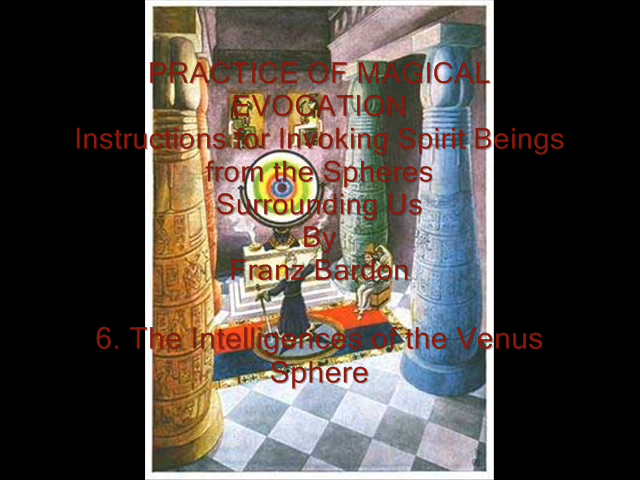 PRACTICE OF MAGICAL
EVOCATION
Instructions for Invoking Spirit Beings
from the Spheres
Surrounding Us
By
Franz Bardon
6. The Intelligences of the Venus
Sphere